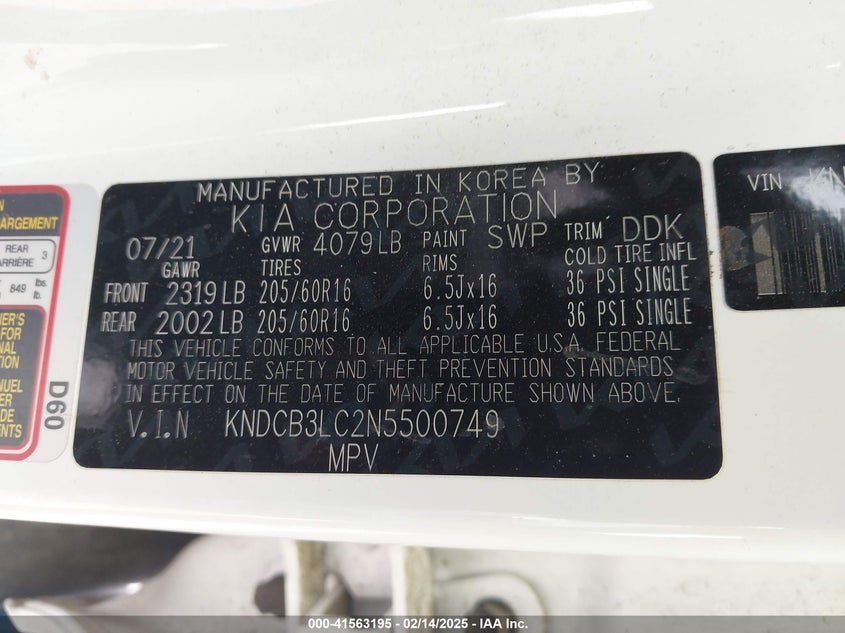 MANUFACTURED IN KOREA BY
KIA CORPORATION
07/21 GVWR 4079LB PAINT SWP TRIM DDK
GAWR TIRES RIMS COLD TIRE INFL
FRONT 2319LB 205/60R16 6.5Jx16 36 PSI SINGLE
REAR 2002LB 205/60R16 6.5Jx16 36 PSI SINGLE
THIS VEHICLE CONFORMS TO ALL APPLICABLE U.S.A. FEDERAL
MOTOR VEHICLE SAFETY AND THEFT PREVENTION STANDARDS
IN EFFECT ON THE DATE OF MANUFACTURE SHOWN ABOVE.
V.I.N KNDCB3LC2N5500749
MPV
REAR 3
849 lbs.
lb.
D60
VIN
000-41563195 - 02/14/2025 - IAA Inc.